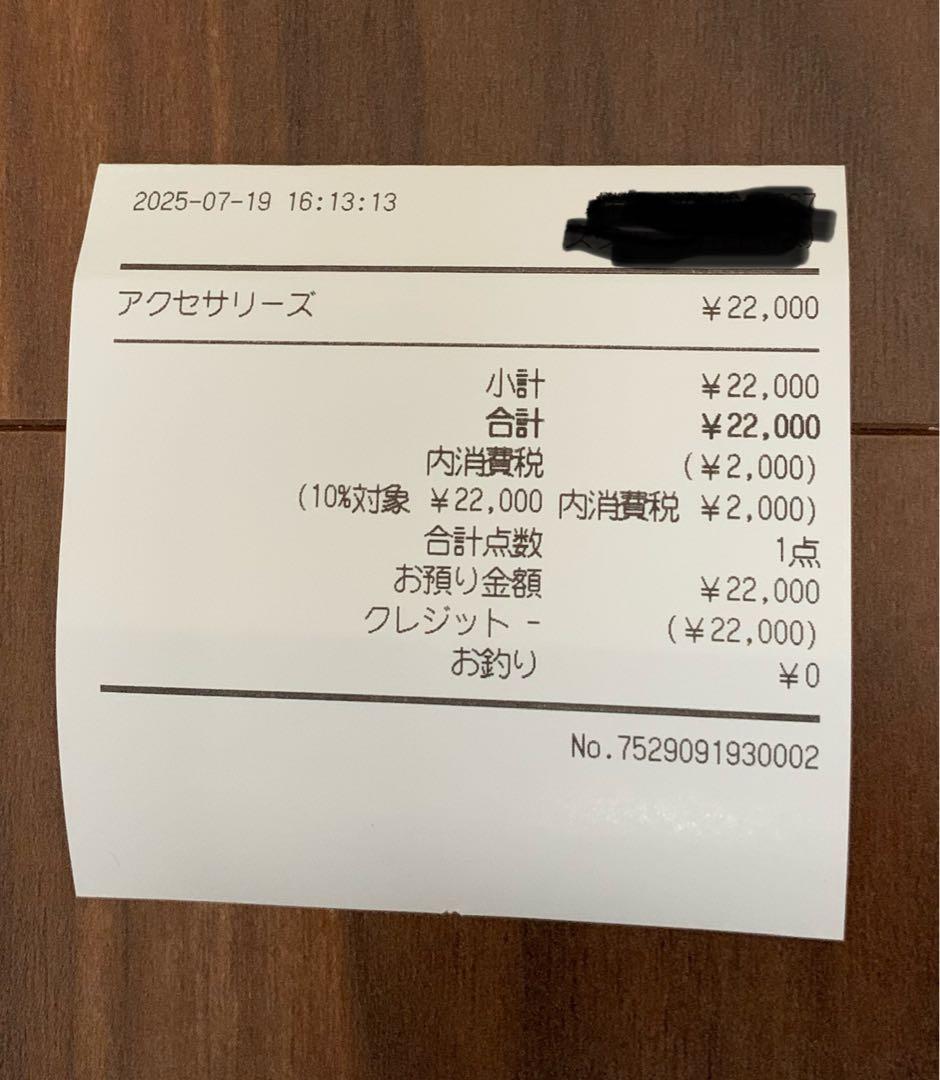 2025-07-19 16:13:13
アクセサリーズ ¥22,000
小計 ¥22,000
合計 ¥22,000
内消費税 (¥2,000)
(10%対象 ¥22,000 内消費税 ¥2,000)
合計点数 1点
お預り金額 ¥22,000
クレジット - (¥22,000)
お釣り ¥0
No.7529091930002